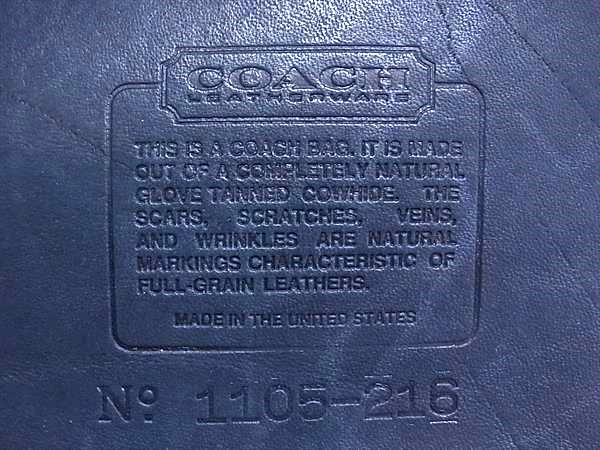 COACH
LEATHERWARE
THIS IS A COACH BAG. IT IS MADE
OUT OF A COMPLETELY NATURAL
GLOVE TANNED COWHIDE. THE
SCARS, SCRATCHES, VEINS,
AND WRINKLES ARE NATURAL
MARKINGS CHARACTERISTIC OF
FULL-GRAIN LEATHERS.
MADE IN THE UNITED STATES
Nº 1105-216